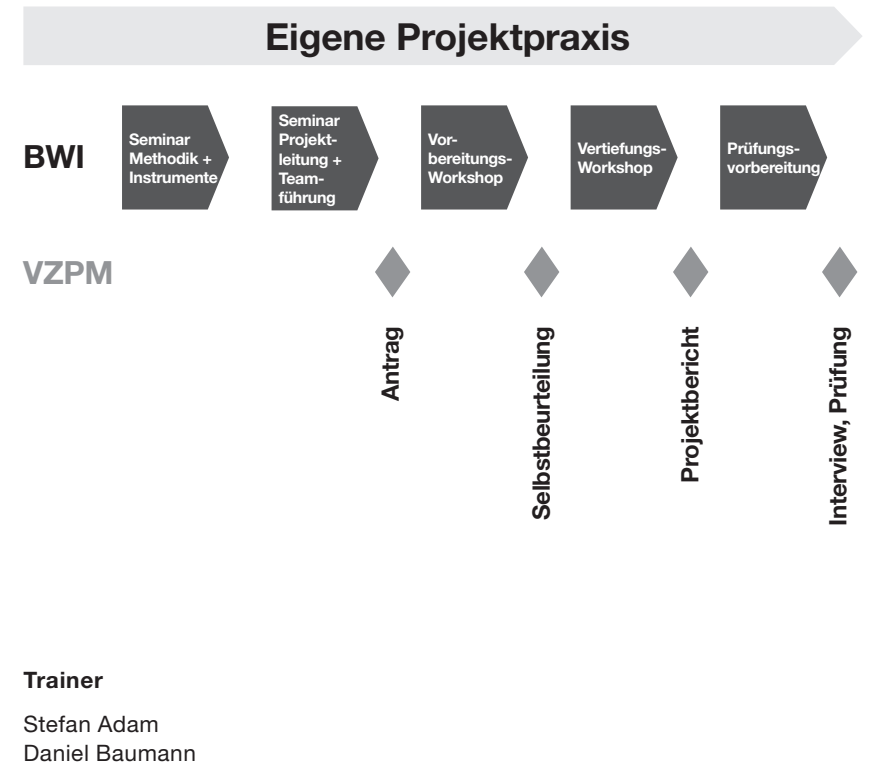 Eigene Projektpraxis
BWI
Seminar
Methodik +
Instrumente
Seminar
Projekt-
leitung +
Team-
führung
Vor-
bereitungs-
Workshop
Vertiefungs-
Workshop
Prüfungs-
vorbereitung
VZPM
Antrag
Selbstbeurteilung
Projektbericht
Interview, Prüfung
Trainer
Stefan Adam
Daniel Baumann